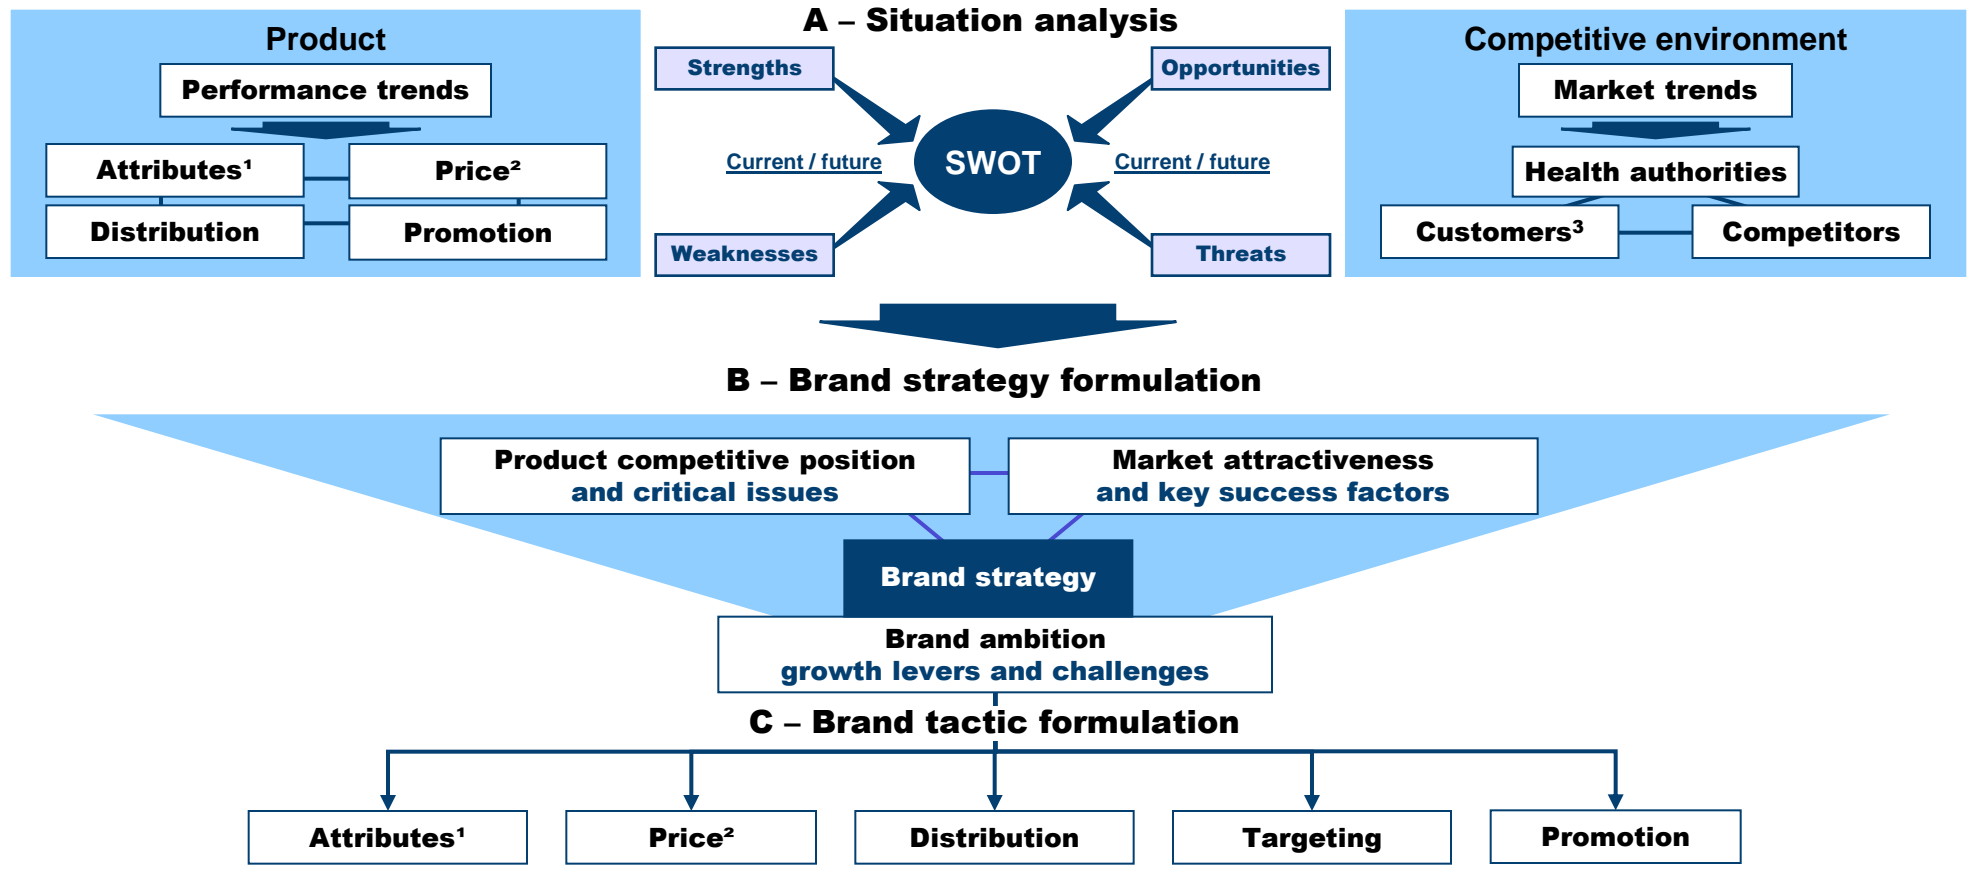 A – Situation analysis
Product
Performance trends
Attributes¹
Price²
Distribution
Promotion
Strengths
Opportunities
Current / future
SWOT
Current / future
Weaknesses
Threats
Competitive environment
Market trends
Health authorities
Customers³
Competitors
B – Brand strategy formulation
Product competitive position
and critical issues
Market attractiveness
and key success factors
Brand strategy
Brand ambition
growth levers and challenges
C – Brand tactic formulation
Attributes¹
Price²
Distribution
Targeting
Promotion